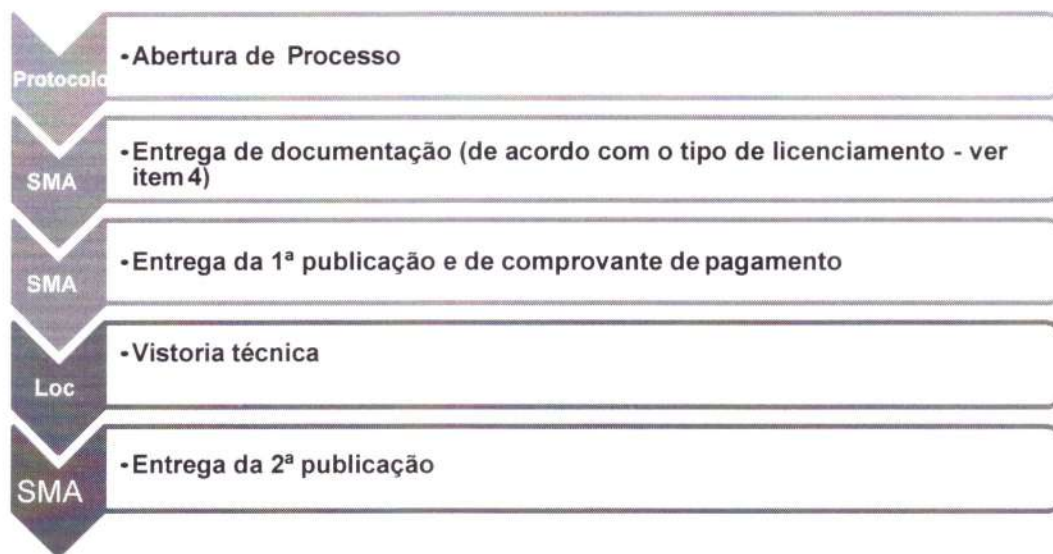 Protocolo
•Abertura de Processo
SMA
•Entrega de documentação (de acordo com o tipo de licenciamento - ver
item 4)
SMA
•Entrega da 1ª publicação e de comprovante de pagamento
Loc
•Vistoria técnica
SMA
•Entrega da 2ª publicação